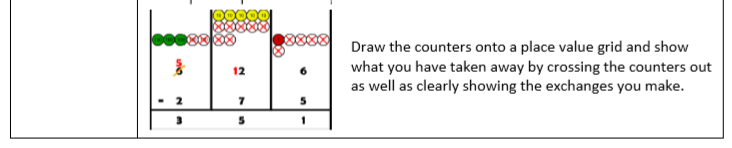 Draw the counters onto a place value grid and show
what you have taken away by crossing the counters out
as well as clearly showing the exchanges you make.
5
6 12 6
- 2 7 5
3 5 1